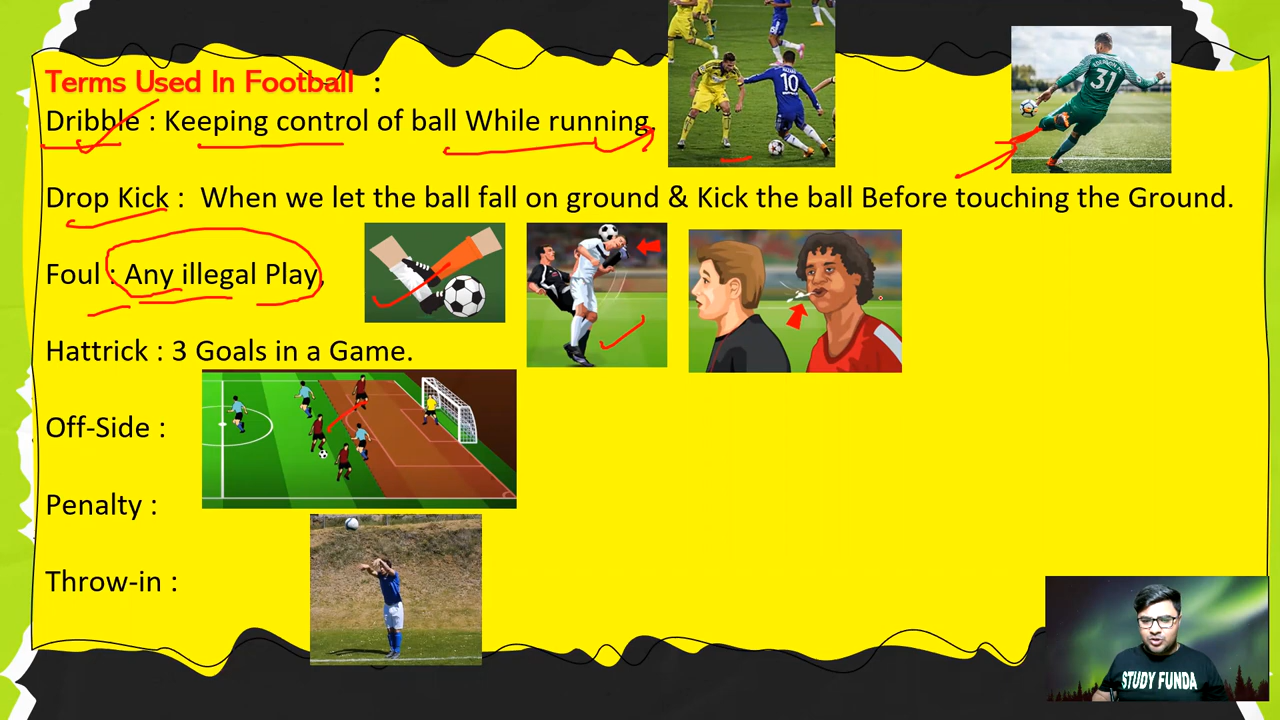 Terms Used In Football :
Dribble : Keeping control of ball While running,
Drop Kick : When we let the ball fall on ground & Kick the ball Before touching the Ground.
Foul : Any illegal Play,
Hattrick : 3 Goals in a Game.
Off-Side :
Penalty :
Throw-in :
10
31
STUDY FUNDA